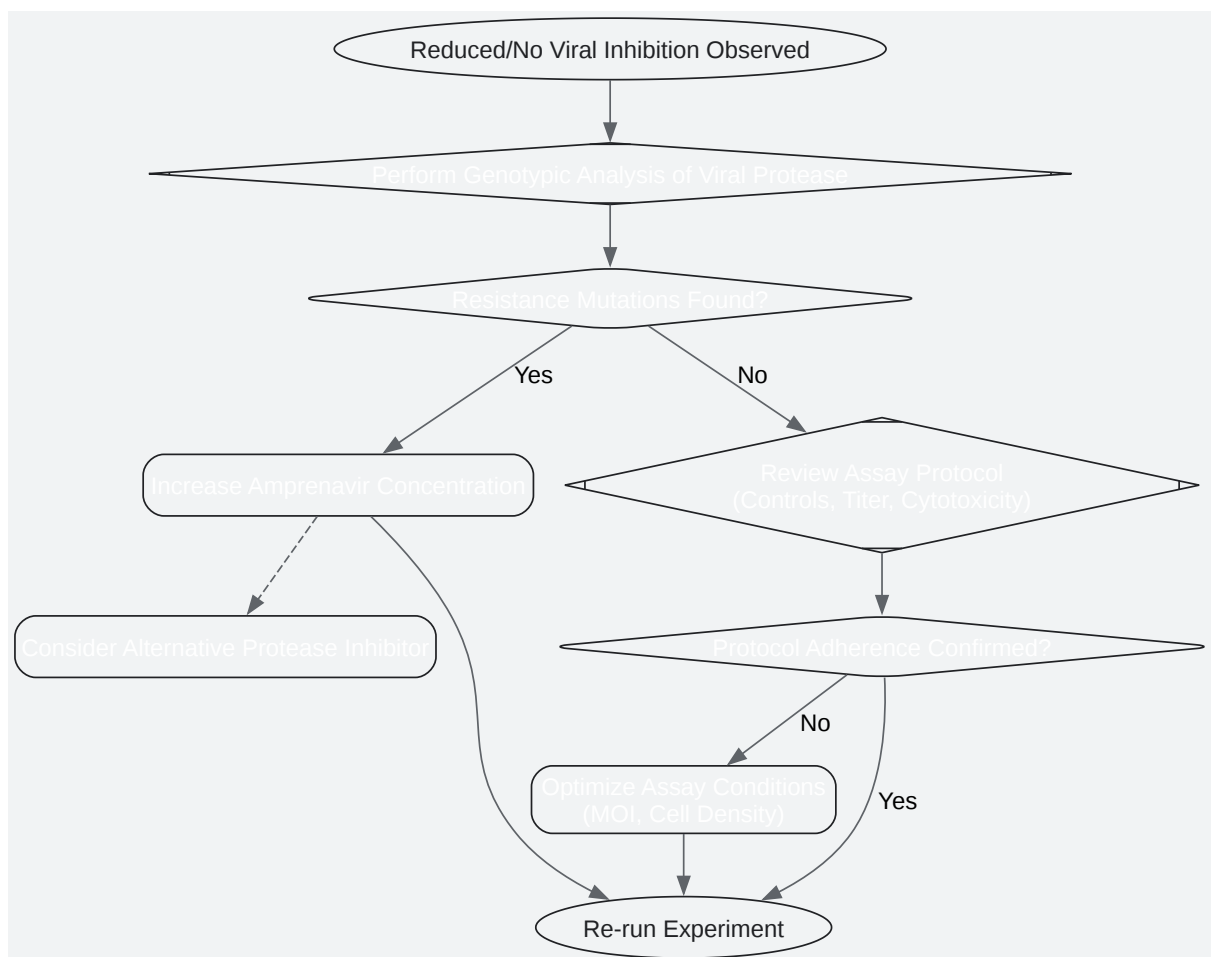 Reduced/No Viral Inhibition Observed
Perform Genotypic Analysis of Viral Protease
Resistance Mutations Found?
Yes
No
Increase Amprenavir Concentration
Review Assay Protocol
(Controls, Titer, Cytotoxicity)
Consider Alternative Protease Inhibitor
Protocol Adherence Confirmed?
No
Optimize Assay Conditions
(MOI, Cell Density)
Yes
Re-run Experiment